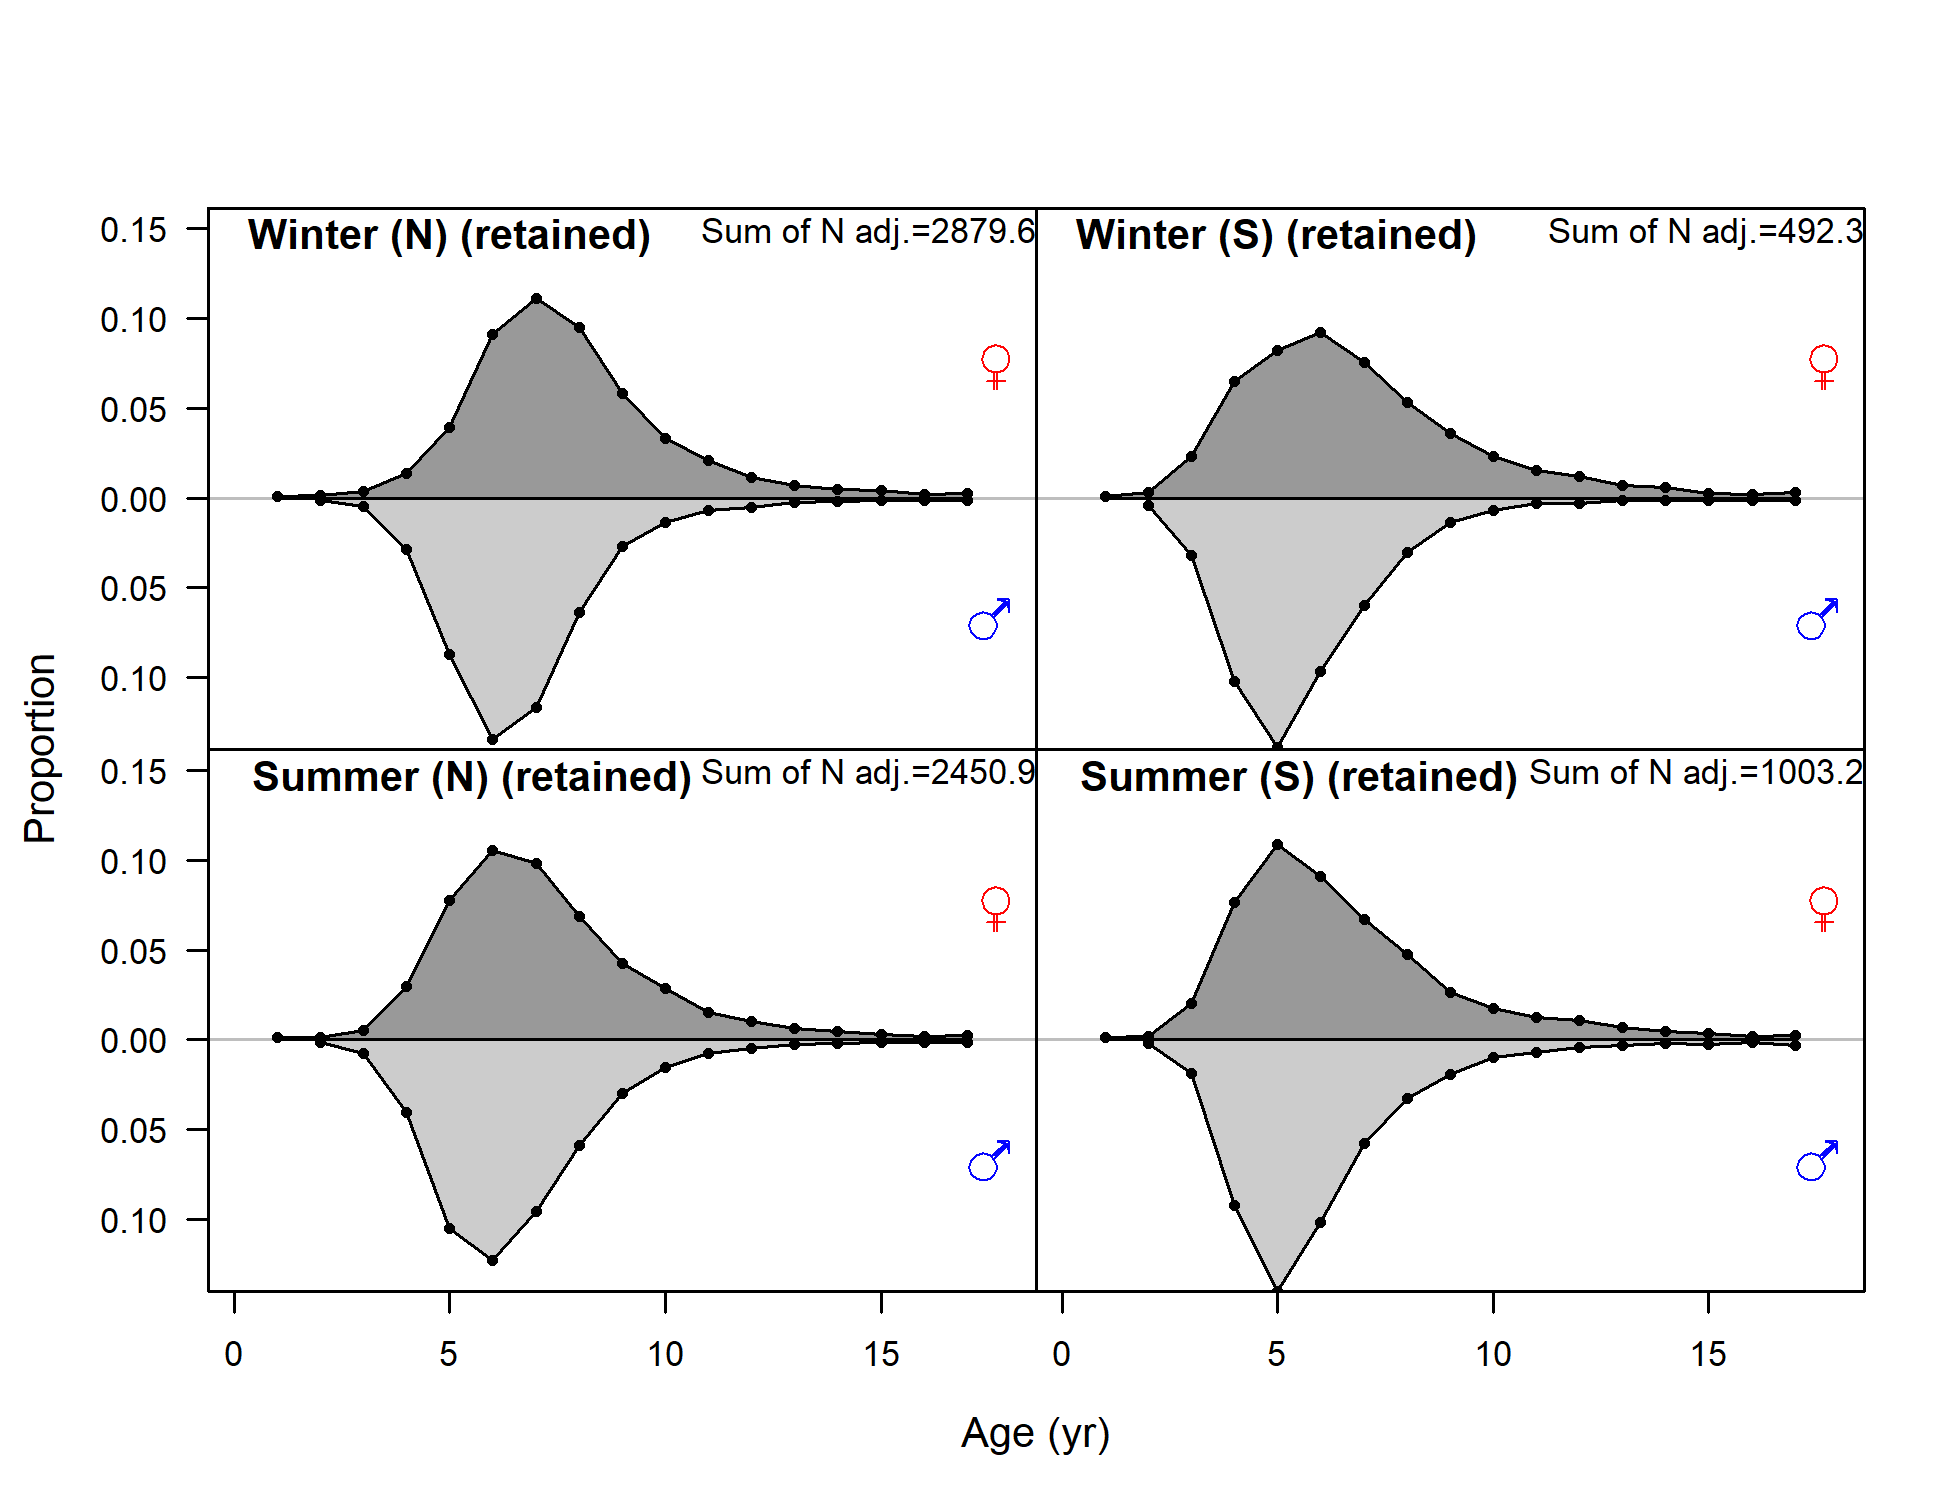 Winter (N) (retained) Sum of N adj.=2879.6
Winter (S) (retained) Sum of N adj.=492.3
0.15
0.10
0.05
0.00
0.05
0.10
♀
♂
♀
♂
Summer (N) (retained) Sum of N adj.=2450.9
Summer (S) (retained) Sum of N adj.=1003.2
0.15
0.10
0.05
0.00
0.05
0.10
♀
♂
♀
♂
Proportion
0 5 10 15
0 5 10 15
Age (yr)